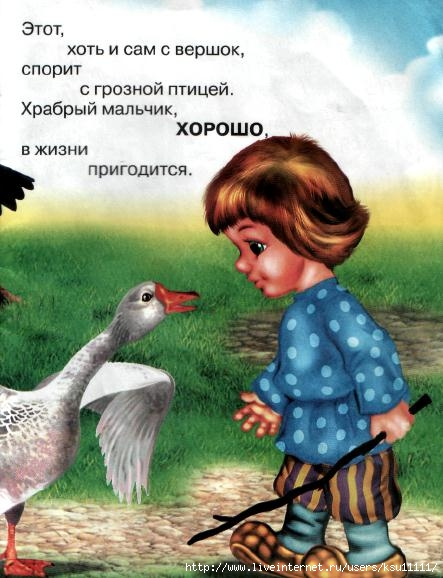 Этот,
хоть и сам с вершок,
спорит
с грозной птицей.
Храбрый мальчик,
ХОРОШО,
в жизни
пригодится.
http://www.liveinternet.ru/users/ksu11111/